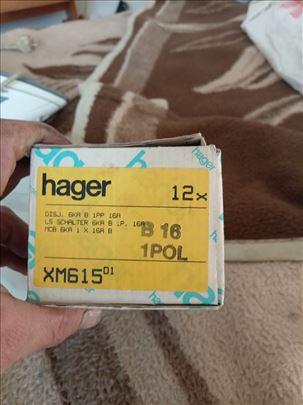 hager
12x
DISJ. 6KA B 1PP 16A
LS SCHALTER 6KA B 1P. 16A
MCB 6KA 1 X 16A B
B 16
1POL
XM615 01